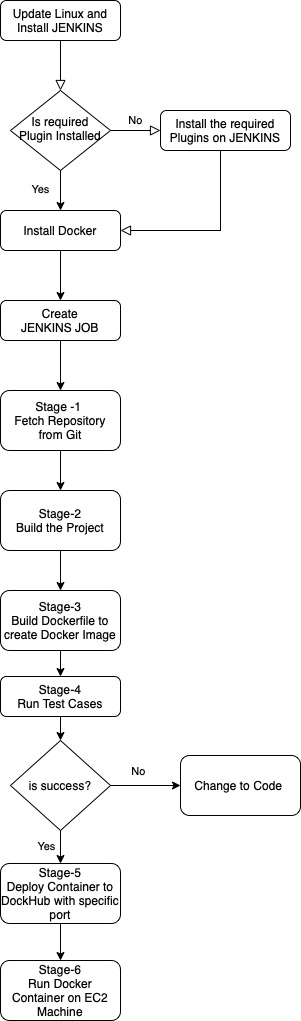 Update Linux and
Install JENKINS
Is required
Plugin Installed
No
Install the required
Plugins on JENKINS
Yes
Install Docker
Create
JENKINS JOB
Stage -1
Fetch Repository
from Git
Stage-2
Build the Project
Stage-3
Build Dockerfile to
create Docker Image
Stage-4
Run Test Cases
is success?
No
Change to Code
Yes
Stage-5
Deploy Container to
DockHub with specific
port
Stage-6
Run Docker
Container on EC2
Machine